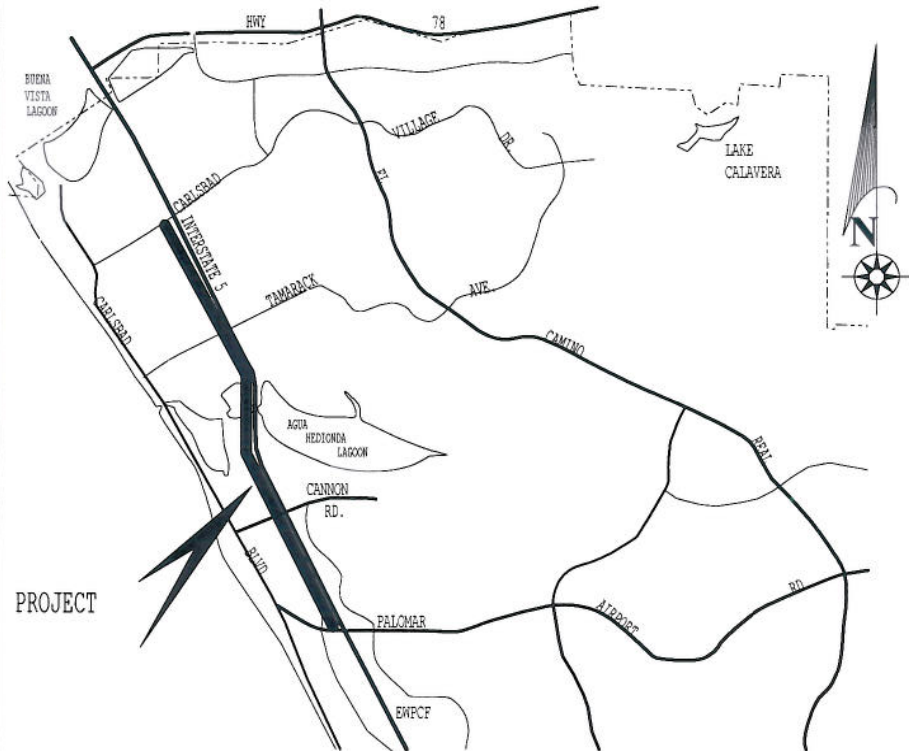 HWY 78
BUENA
VISTA
LAGOON
VILLAGE
DR.
LAKE
CALAVERA
CARLSBAD
EL
INTERSTATE 5
N
TAMARACK
AVE.
CARLSBAD
CAMINO
AGUA
HEDIONDA
LAGOON
REAL
CANNON
RD.
BLVD
PROJECT
PALOMAR
AIRPORT
RD
EWPCF